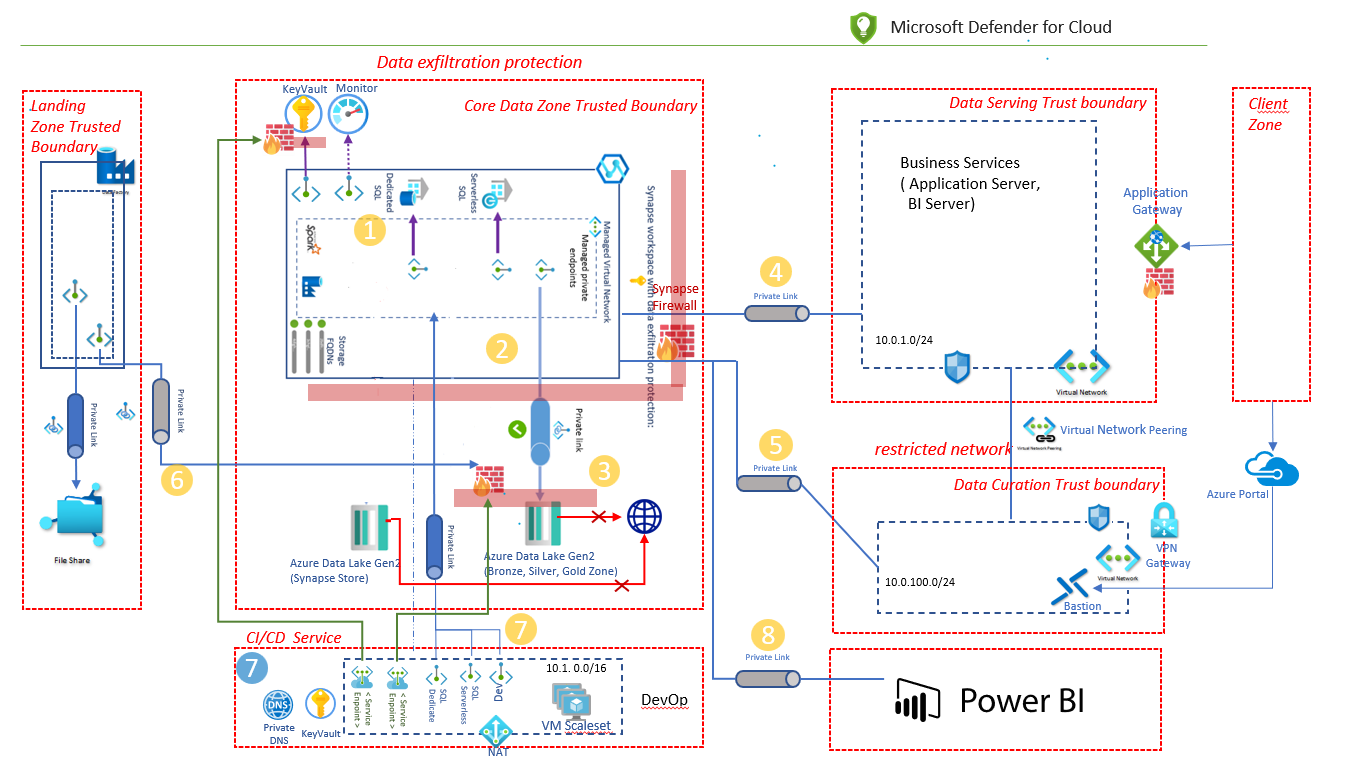 Microsoft Defender for Cloud
Data exfiltration protection
Landing
Zone Trusted
Boundary
KeyVault
Monitor
Core Data Zone Trusted Boundary
Dedicated
SQL
Serverless
SQL
1
Spark
Managed private
endpoints
Managed Virtual Network
Synapse workspace with data exfiltration protection:
Synapse
Firewall
Storage
FQDNs
2
Private Link
Private Link
6
File Share
Private link
3
Azure Data Lake Gen2
(Synapse Store)
Private Link
Azure Data Lake Gen2
(Bronze, Silver, Gold Zone)
4
Private Link
Data Serving Trust boundary
Business Services
( Application Server,
BI Server)
10.0.1.0/24
Virtual Network
Application
Gateway
Client
Zone
Virtual Network Peering
Virtual Network Peering
restricted network
5
Private Link
Data Curation Trust boundary
10.0.100.0/24
Virtual Network
VPN
Gateway
Bastion
Azure Portal
CI/CD Service
7
7
Private
DNS
DNS
KeyVault
< Service
Enpoint >
< Service
Enpoint >
SQL
Dedicate
SQL
Serverless
Dev
10.1. 0.0/16
VM Scaleset
NAT
DevOp
8
Private Link
Power BI